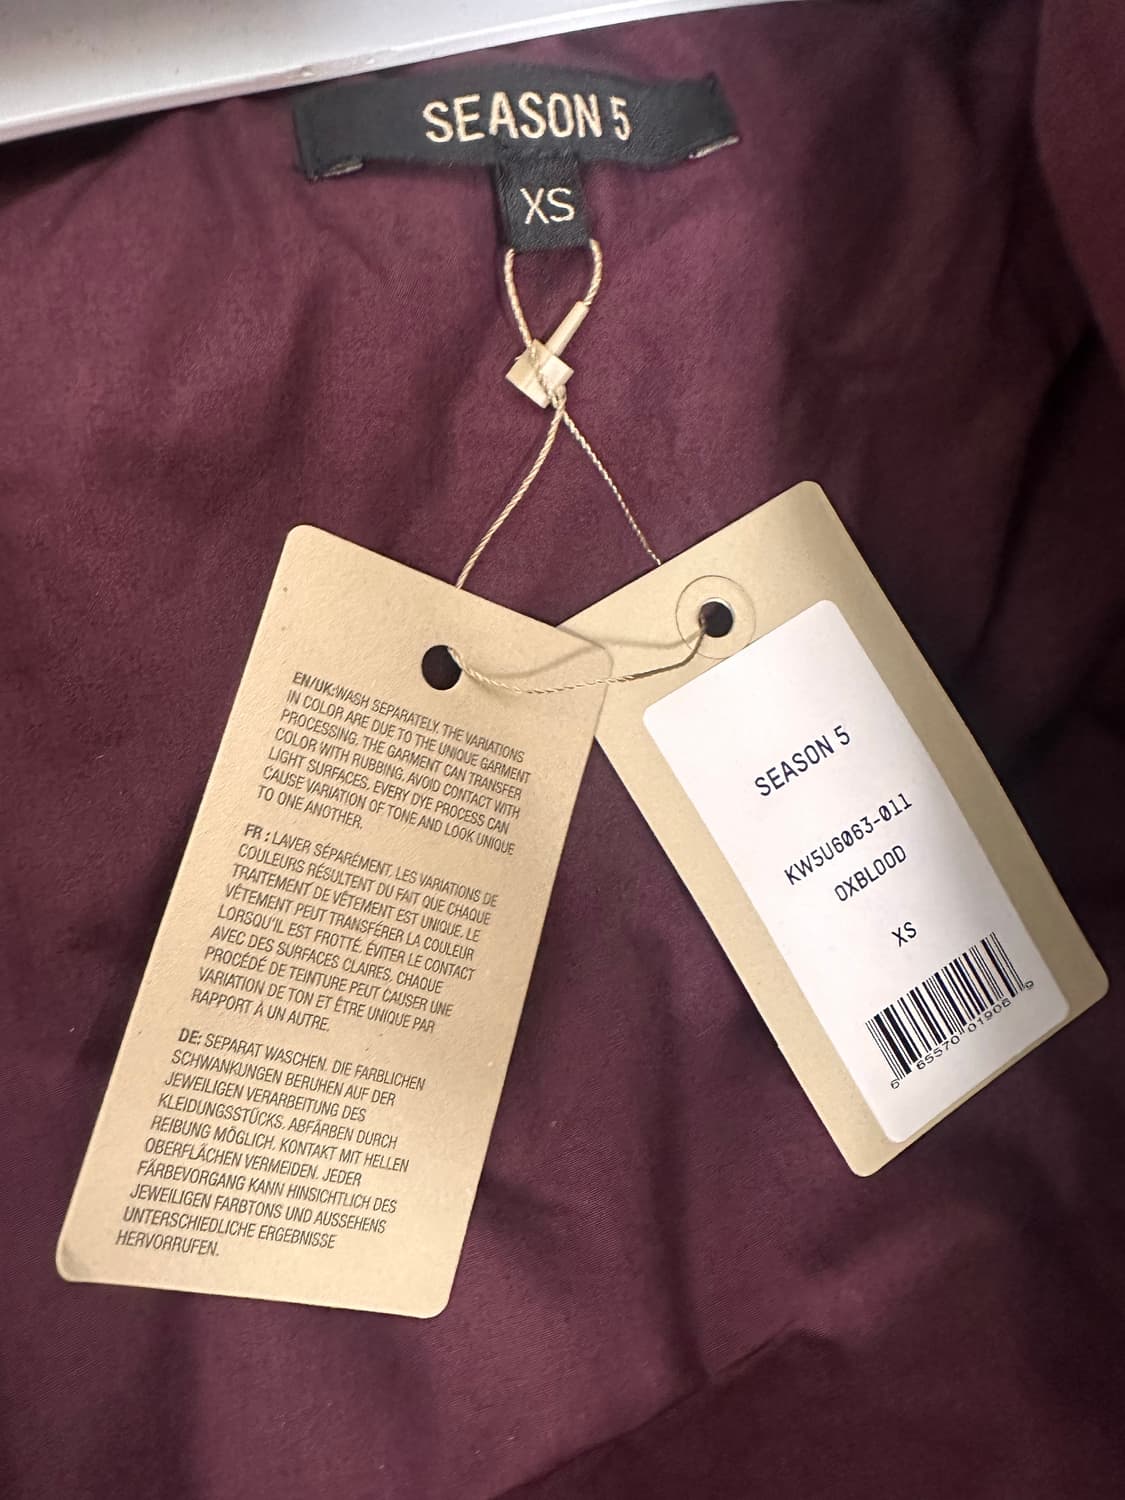 SEASON 5
XS
EN/UK:WASH SEPARATELY. THE VARIATIONS
IN COLOR ARE DUE TO THE UNIQUE GARMENT
PROCESSING. THE GARMENT CAN TRANSFER
COLOR WITH RUBBING. AVOID CONTACT WITH
LIGHT SURFACES. EVERY DYE PROCESS CAN
CAUSE VARIATION OF TONE AND LOOK UNIQUE
TO ONE ANOTHER.
FR : LAVER SÉPARÉMENT. LES VARIATIONS DE
COULEURS RÉSULTENT DU FAIT QUE CHAQUE
TRAITEMENT DE VÊTEMENT EST UNIQUE. LE
VÊTEMENT PEUT TRANSFÉRER LA COULEUR
LORSQU'IL EST FROTTÉ. ÉVITER LE CONTACT
AVEC DES SURFACES CLAIRES. CHAQUE
PROCÉDÉ DE TEINTURE PEUT CAUSER UNE
VARIATION DE TON ET ÊTRE UNIQUE PAR
RAPPORT À UN AUTRE.
DE: SEPARAT WASCHEN. DIE FARBLICHEN
SCHWANKUNGEN BERUHEN AUF DER
JEWEILIGEN VERARBEITUNG DES
KLEIDUNGSSTÜCKS. ABFÄRBEN DURCH
REIBUNG MÖGLICH. KONTAKT MIT HELLEN
OBERFLÄCHEN VERMEIDEN. JEDER
FÄRBEVORGANG KANN HINSICHTLICH DES
JEWEILIGEN FARBTONS UND AUSSEHENS
UNTERSCHIEDLICHE ERGEBNISSE
HERVORRUFEN.
SEASON 5
KW5U6063-011
OXBLOOD
XS
6 65570 01906 9